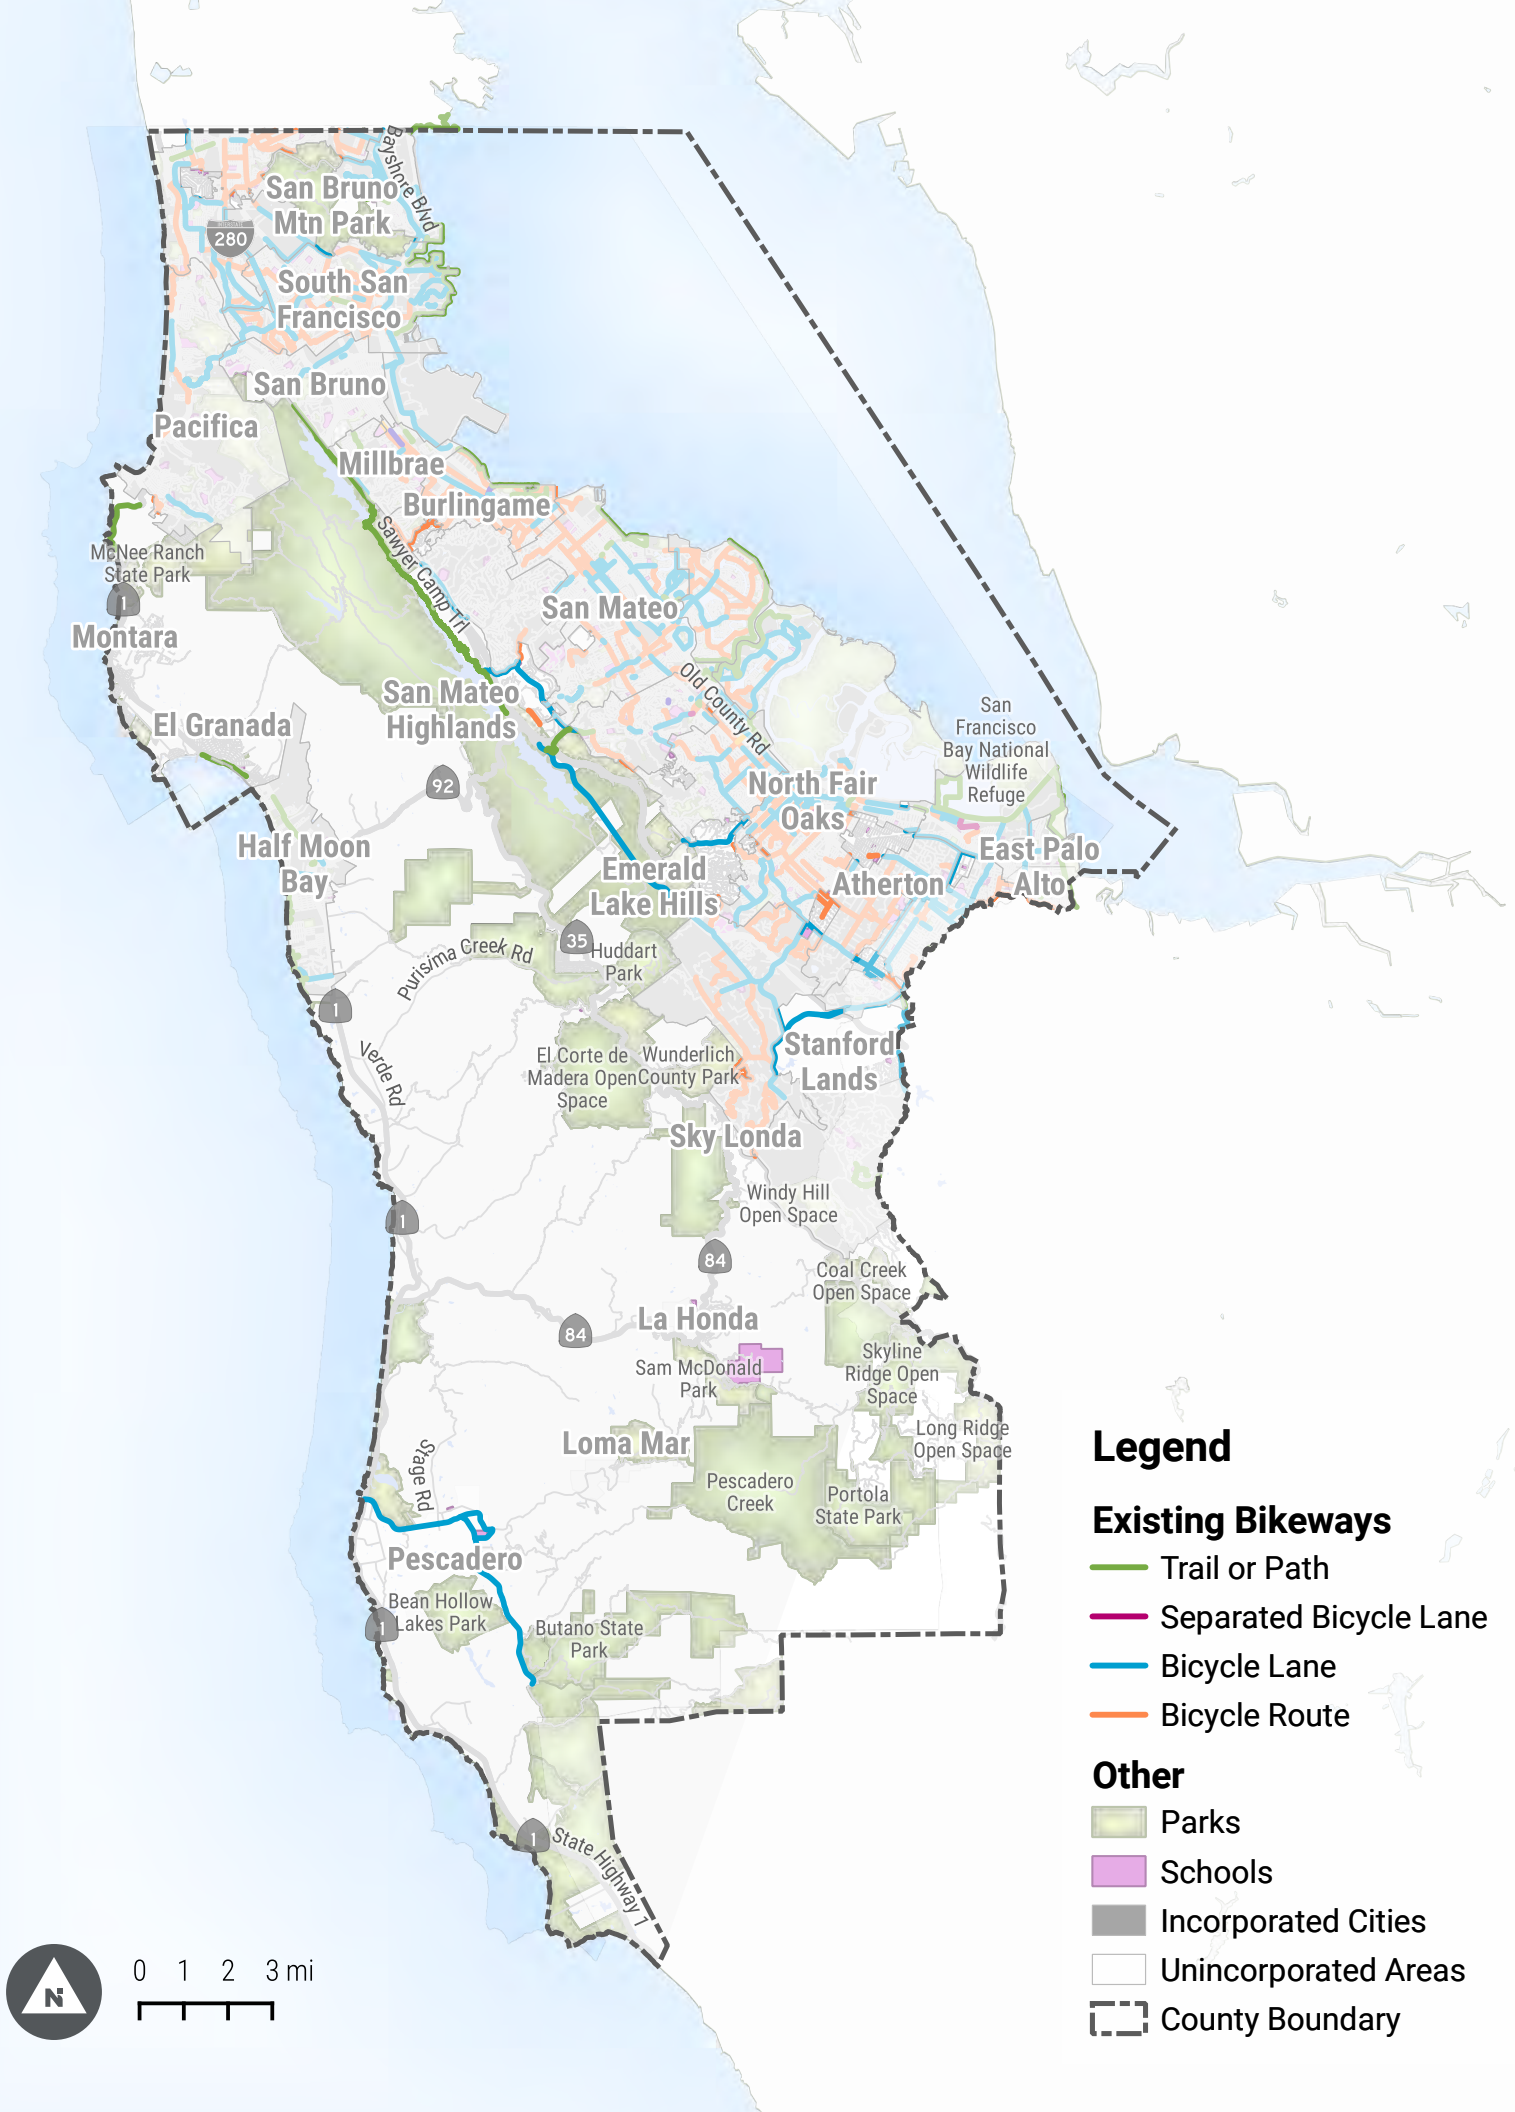 Bayshore Blvd
San Bruno
Mtn Park
280
South San
Francisco
San Bruno
Pacifica
Millbrae
Burlingame
Sawyer Camp Trl
McNee Ranch
State Park
1
Montara
San Mateo
Old County Rd
San Mateo
Highlands
El Granada
San
Francisco
Bay National
Wildlife
Refuge
92
North Fair
Oaks
Half Moon
Bay
East Palo
Alto
Emerald
Lake Hills
Atherton
35
Huddart
Park
Purisima Creek Rd
1
Verde Rd
El Corte de
Madera Open
Space
Wunderlich
County Park
Stanford
Lands
Sky Londa
Windy Hill
Open Space
1
84
Coal Creek
Open Space
La Honda
84
Skyline
Ridge Open
Space
Sam McDonald
Park
Long Ridge
Open Space
Loma Mar
Stage Rd
Pescadero
Creek
Portola
State Park
Pescadero
Bean Hollow
Lakes Park
1
Butano State
Park
1
State Highway 1
N
0 1 2 3 mi
Legend
Existing Bikeways
Trail or Path
Separated Bicycle Lane
Bicycle Lane
Bicycle Route
Other
Parks
Schools
Incorporated Cities
Unincorporated Areas
County Boundary